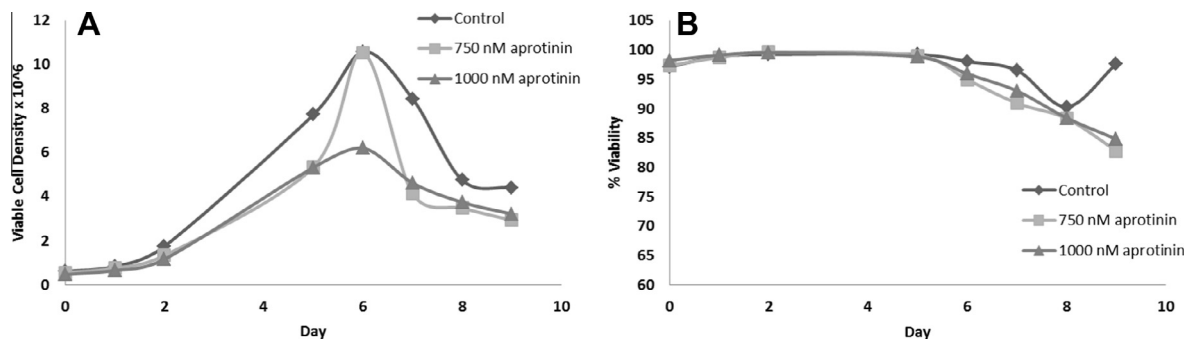 A
Viable Cell Density x 10^6
12
10
8
6
4
2
0
0 2 4 6 8 10
Day
Control
750 nM aprotinin
1000 nM aprotinin
B
% Viability
105
100
95
90
85
80
75
70
65
60
0 2 4 6 8 10
Day
Control
750 nM aprotinin
1000 nM aprotinin